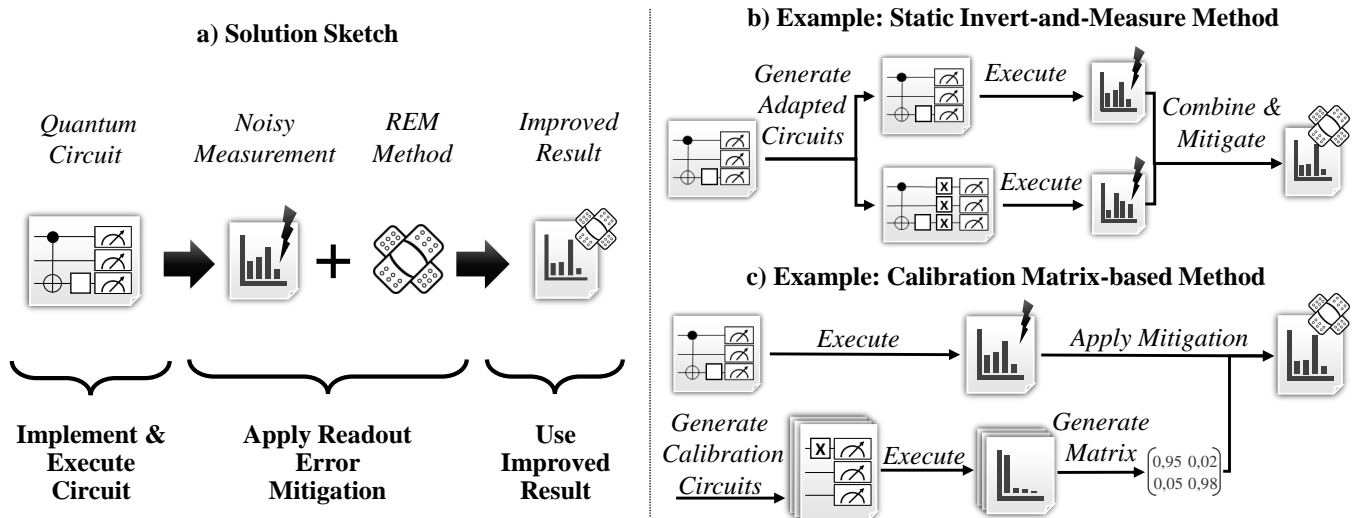 a) Solution Sketch
Quantum
Circuit
Noisy
Measurement
REM
Method
Improved
Result
Implement &
Execute
Circuit
Apply Readout
Error
Mitigation
Use
Improved
Result
b) Example: Static Invert-and-Measure Method
Generate
Adapted
Circuits
Execute
X
X
X
Execute
Combine &
Mitigate
c) Example: Calibration Matrix-based Method
Execute
Apply Mitigation
Generate
Calibration
Circuits
X
Execute
Generate
Matrix
0,95 0,02
0,05 0,98